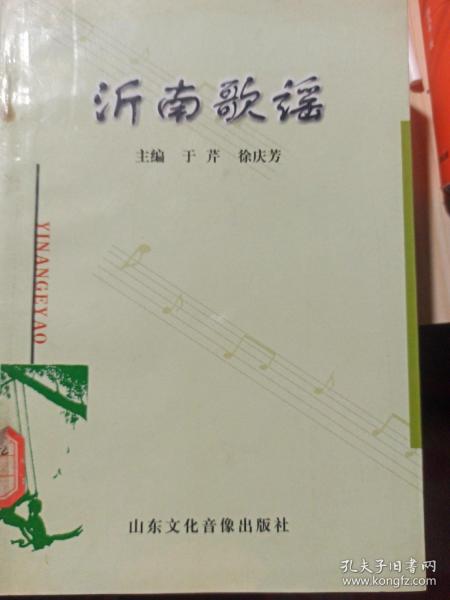 沂南歌谣
主编 于芹 徐庆芳
YINANGEYAO
山东文化音像出版社
孔夫子旧书网
www.kongfz.com